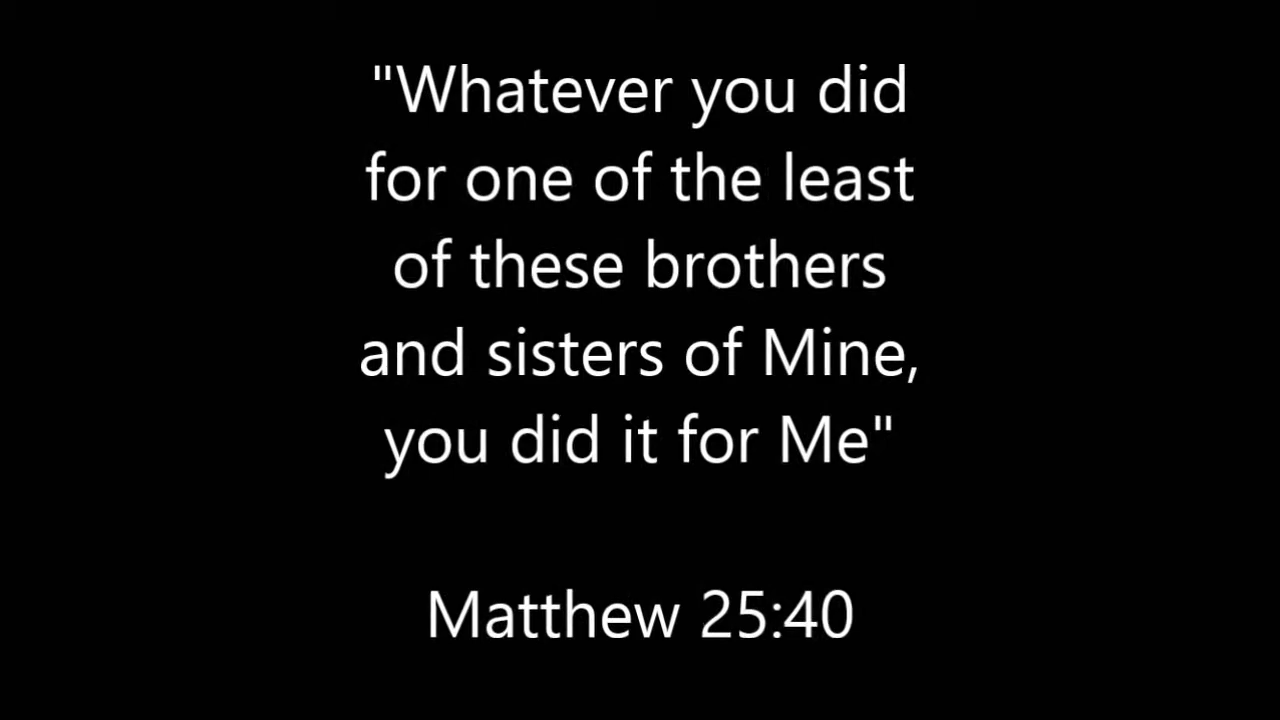 "Whatever you did
for one of the least
of these brothers
and sisters of Mine,
you did it for Me"
Matthew 25:40